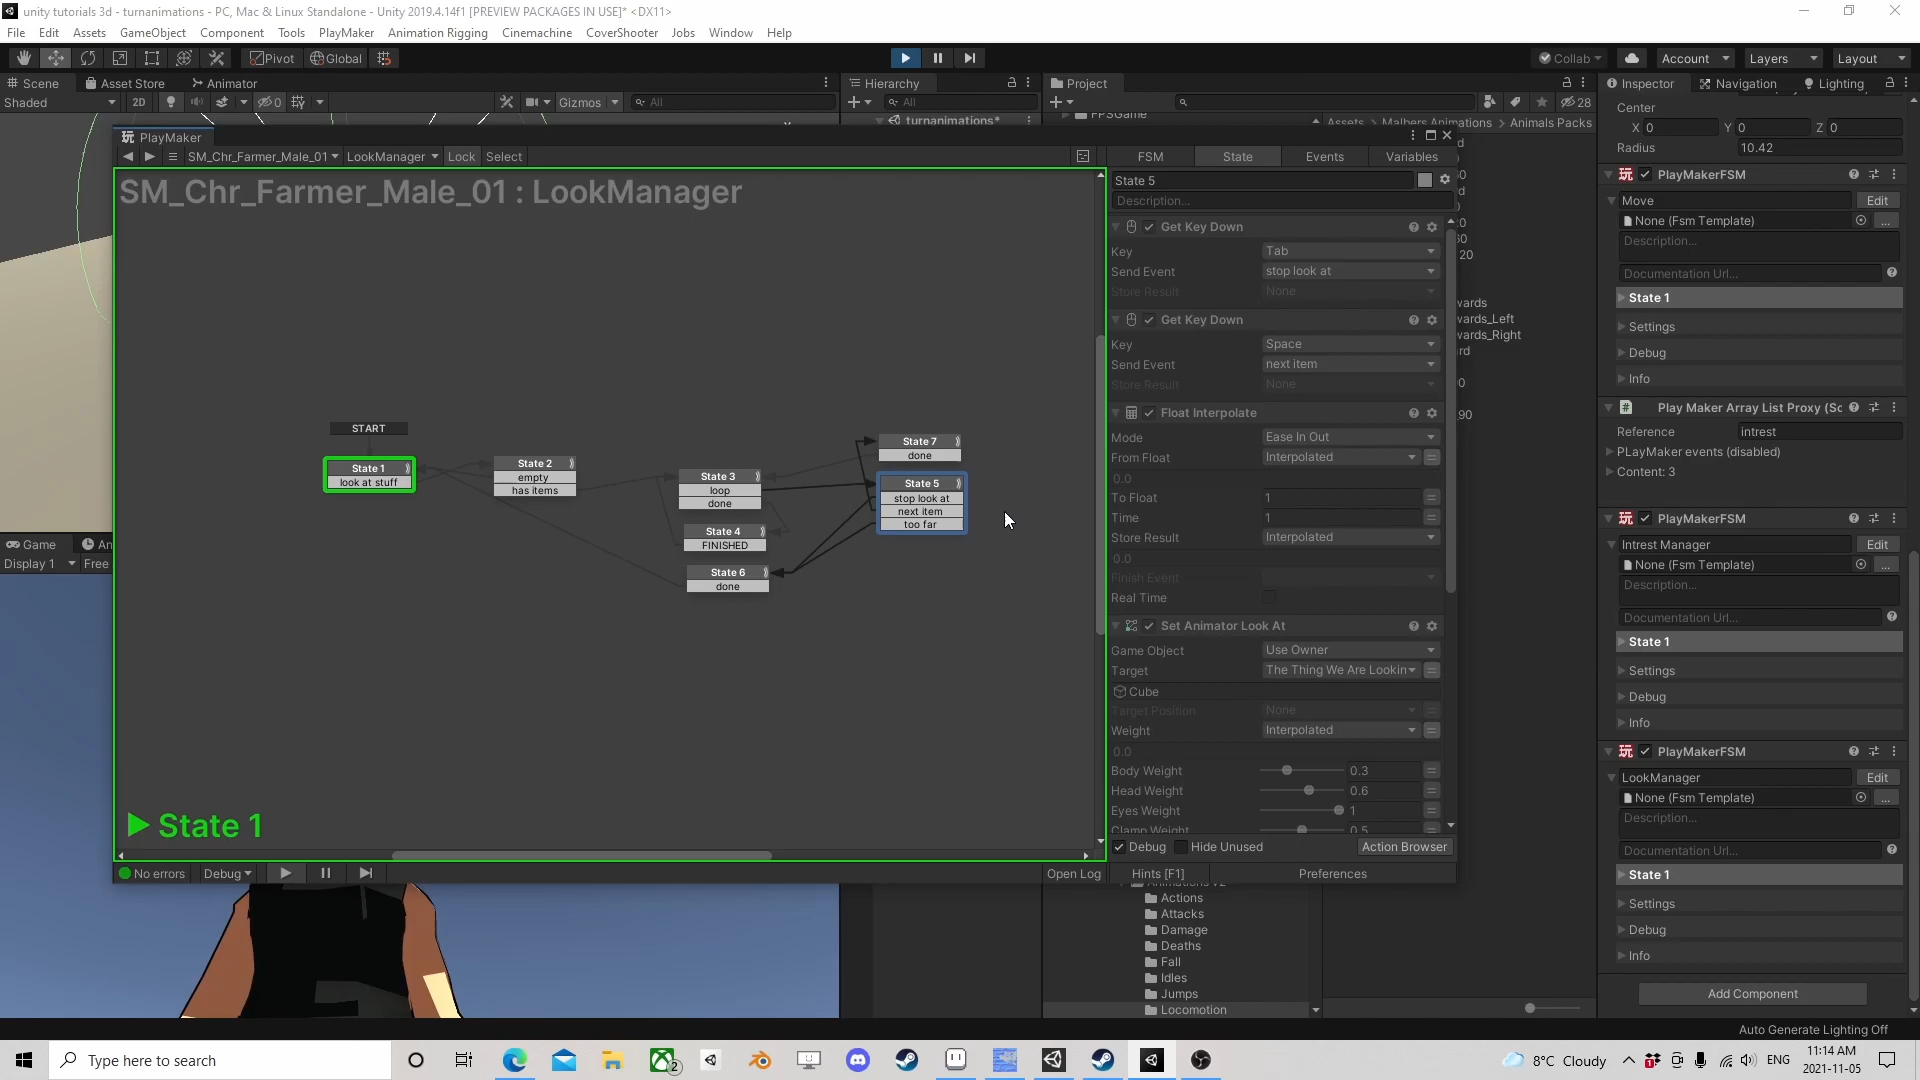 unity tutorials 3d - turnanimations - PC, Mac & Linux Standalone - Unity 2019.4.14f1 [PREVIEW PACKAGES IN USE]* <DX11>
File Edit Assets GameObject Component Tools PlayMaker Animation Rigging Cinemachine CoverShooter Jobs Window Help
Pivot Global Collab Account Layers Layout
Scene Asset Store Animator Hierarchy Project Inspector Navigation Lighting
Shaded 2D 0 Gizmos All All 28
Center
turnanimations* FPSGame Assets > Malbers Animations > Animals Packs
X 0 Y 0 Z 0
PlayMaker
Radius 10.42
SM_Chr_Farmer_Male_01 LookManager Lock Select FSM State Events Variables
SM_Chr_Farmer_Male_01 : LookManager
START
State 1
look at stuff
State 2
empty
has items
State 3
loop
done
State 4
FINISHED
State 6
done
State 7
done
State 5
stop look at
next item
too far
State 1
No errors Debug Open Log Hints [F1] Preferences
State 5
Description...
Get Key Down
Key Tab
Send Event stop look at
Store Result None
Get Key Down
Key Space
Send Event next item
Store Result None
Float Interpolate
Mode Ease In Out
From Float Interpolated
0.0
To Float 1
Time 1
Store Result Interpolated
0.0
Finish Event
Real Time
Set Animator Look At
Game Object Use Owner
Target The Thing We Are Lookin
Cube
Target Position None
Weight Interpolated
0.0
Body Weight 0.3
Head Weight 0.6
Eyes Weight 1
Clamp Weight 0.5
Debug Hide Unused Action Browser
wards
wards_Left
wards_Right
Actions
Attacks
Damage
Deaths
Fall
Idles
Jumps
Locomotion
PlayMakerFSM
Move Edit
None (Fsm Template) ...
Description...
Documentation Url...
State 1
Settings
Debug
Info
Play Maker Array List Proxy (Sc
Reference intrest
PLayMaker events (disabled)
Content: 3
PlayMakerFSM
Intrest Manager Edit
None (Fsm Template) ...
Description...
Documentation Url...
State 1
Settings
Debug
Info
PlayMakerFSM
LookManager Edit
None (Fsm Template) ...
Description...
Documentation Url...
State 1
Settings
Debug
Info
Add Component
Game An
Display 1 Free
Auto Generate Lighting Off
Type here to search
2
8°C Cloudy
ENG
11:14 AM
2021-11-05